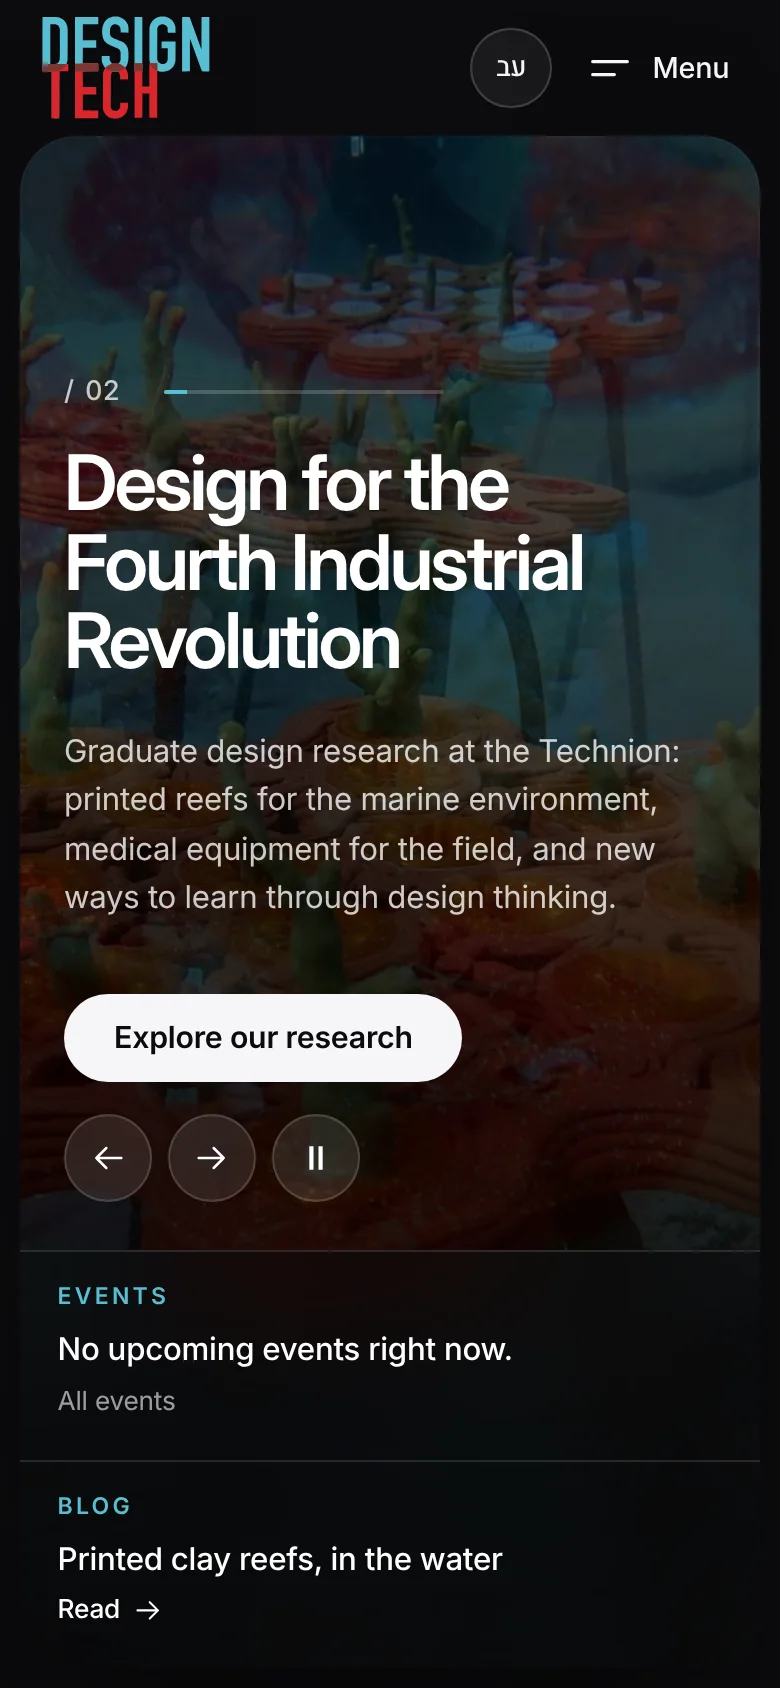 DESIGN
TECH
עב
Menu
/ 02
Design for the
Fourth Industrial
Revolution
Graduate design research at the Technion:
printed reefs for the marine environment,
medical equipment for the field, and new
ways to learn through design thinking.
Explore our research
EVENTS
No upcoming events right now.
All events
BLOG
Printed clay reefs, in the water
Read